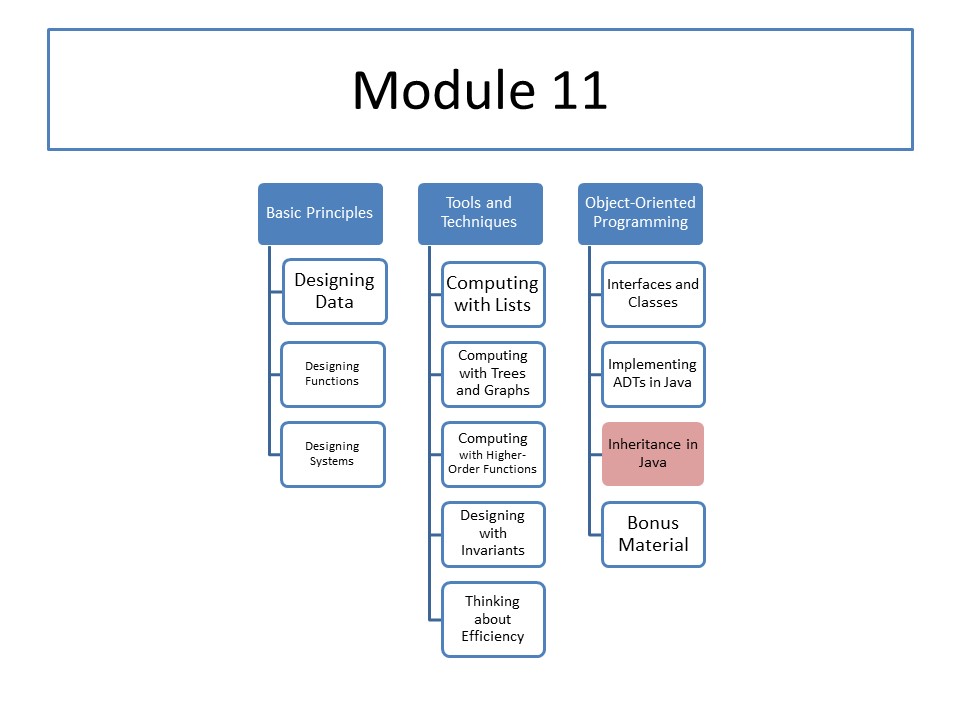 Module 11
Basic Principles
Designing
Data
Designing
Functions
Designing
Systems
Tools and
Techniques
Computing
with Lists
Computing
with Trees
and Graphs
Computing
with Higher-
Order Functions
Designing
with
Invariants
Thinking
about
Efficiency
Object-Oriented
Programming
Interfaces and
Classes
Implementing
ADTs in Java
Inheritance in
Java
Bonus
Material